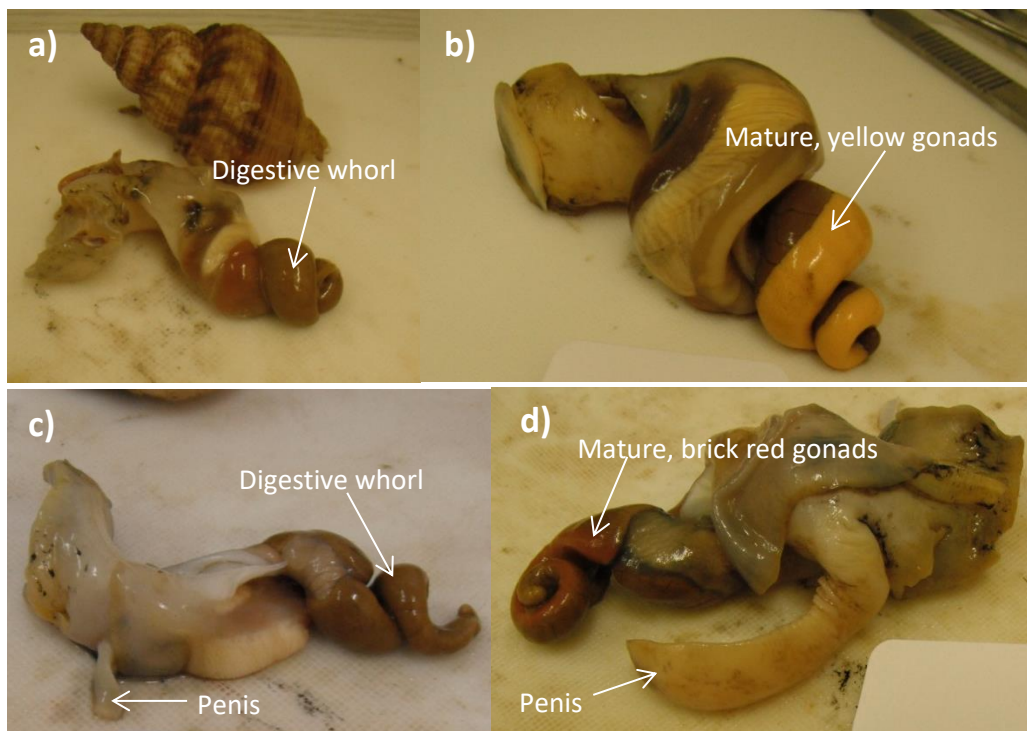 a)
Digestive whorl
b)
Mature, yellow gonads
c)
Digestive whorl
Penis
d)
Mature, brick red gonads
Penis